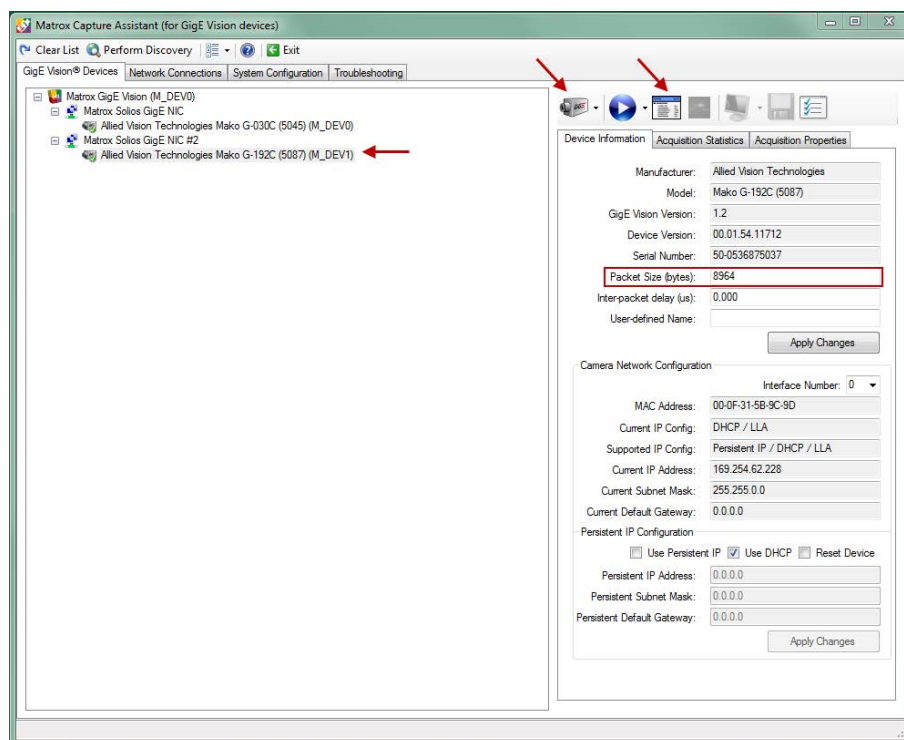 Matrox Capture Assistant (for GigE Vision devices)
Clear List Perform Discovery Exit
GigE Vision® Devices Network Connections System Configuration Troubleshooting
Matrox GigE Vision (M_DEV0)
Matrox Solios GigE NIC
Allied Vision Technologies Mako G-030C (5045) (M_DEV0)
Matrox Solios GigE NIC #2
Allied Vision Technologies Mako G-192C (5087) (M_DEV1)
Device Information Acquisition Statistics Acquisition Properties
Manufacturer: Allied Vision Technologies
Model: Mako G-192C (5087)
GigE Vision Version: 1.2
Device Version: 00.01.54.11712
Serial Number: 50-0536875037
Packet Size (bytes): 8964
Inter-packet delay (us): 0,000
User-defined Name:
Apply Changes
Camera Network Configuration
Interface Number: 0
MAC Address: 00-0F-31-5B-9C-9D
Current IP Config: DHCP / LLA
Supported IP Config: Persistent IP / DHCP / LLA
Current IP Address: 169.254.62.228
Current Subnet Mask: 255.255.0.0
Current Default Gateway: 0.0.0.0
Persistent IP Configuration
Use Persistent IP Use DHCP Reset Device
Persistent IP Address: 0.0.0.0
Persistent Subnet Mask: 0.0.0.0
Persistent Default Gateway: 0.0.0.0
Apply Changes